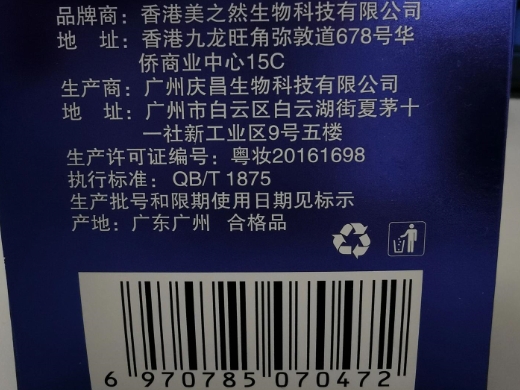 品牌商：香港美之然生物科技有限公司
地 址：香港九龙旺角弥敦道678号华
侨商业中心15C
生产商：广州庆昌生物科技有限公司
地 址：广州市白云区白云湖街夏茅十
一社新工业区9号五楼
生产许可证编号：粤妆20161698
执行标准：QB/T 1875
生产批号和限期使用日期见标示
产地：广东广州 合格品
6 970785 070472